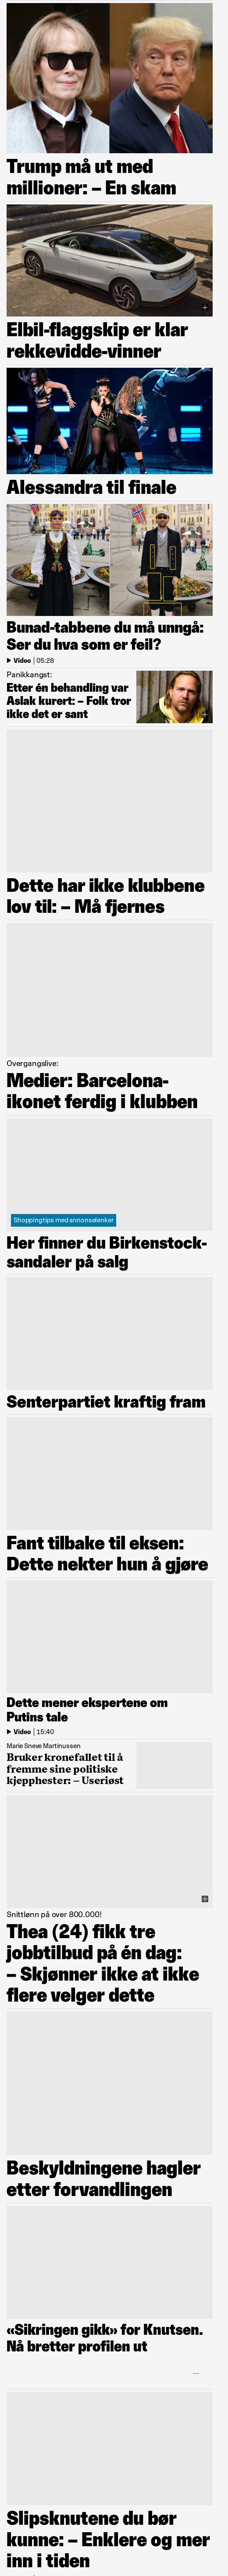 Trump må ut med
millioner: – En skam
Elbil-flaggskip er klar
rekkevidde-vinner
Alessandra til finale
Bunad-tabbene du må unngå:
Ser du hva som er feil?
Video | 05:28
Panikkangst:
Etter én behandling var
Aslak kurert: – Folk tror
ikke det er sant
Dette har ikke klubbene
lov til: – Må fjernes
Overgangslive:
Medier: Barcelona-
ikonet ferdig i klubben
Shoppingtips med annonselenker
Her finner du Birkenstock-
sandaler på salg
Senterpartiet kraftig fram
Fant tilbake til eksen:
Dette nekter hun å gjøre
Dette mener ekspertene om
Putins tale
Video | 15:40
Marie Sneve Martinussen
Bruker kronefallet til å
fremme sine politiske
kjepphester: – Useriøst
Snittlønn på over 800.000!
Thea (24) fikk tre
jobbtilbud på én dag:
– Skjønner ikke at ikke
flere velger dette
Beskyldningene hagler
etter forvandlingen
«Sikringen gikk» for Knutsen.
Nå bretter profilen ut
Slipsknutene du bør
kunne: – Enklere og mer
inn i tiden